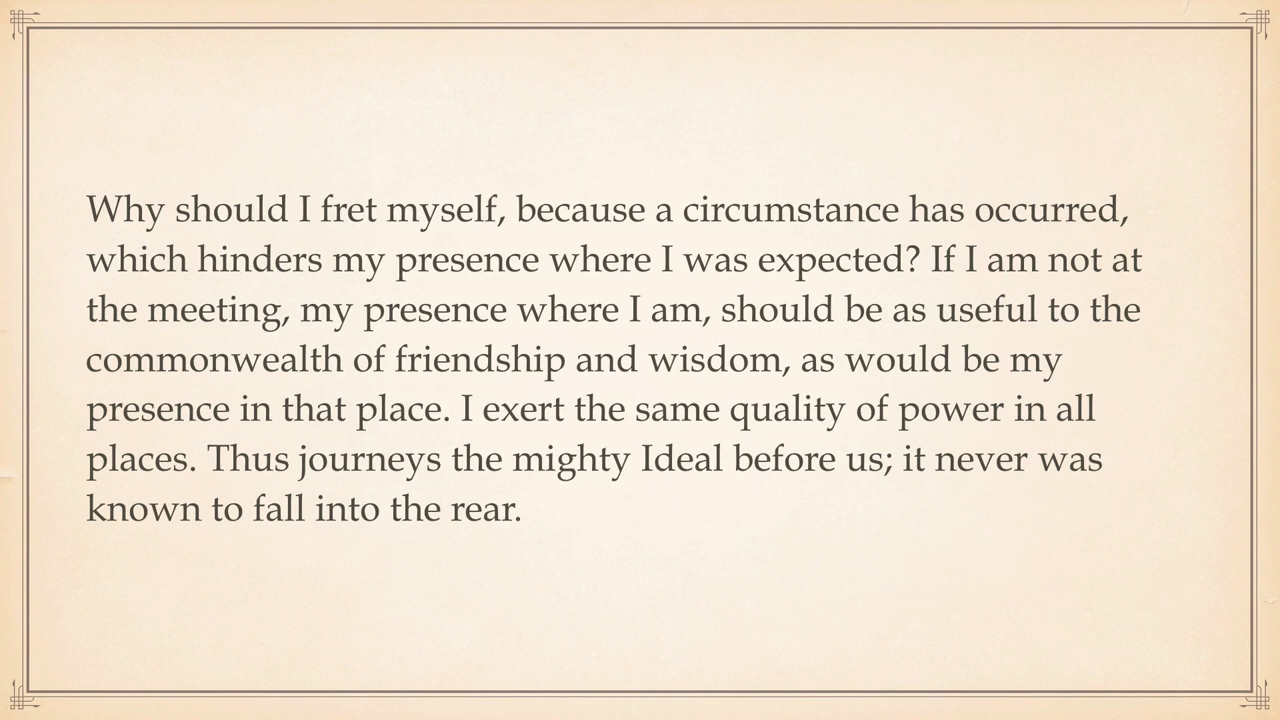 Why should I fret myself, because a circumstance has occurred,
which hinders my presence where I was expected? If I am not at
the meeting, my presence where I am, should be as useful to the
commonwealth of friendship and wisdom, as would be my
presence in that place. I exert the same quality of power in all
places. Thus journeys the mighty Ideal before us; it never was
known to fall into the rear.